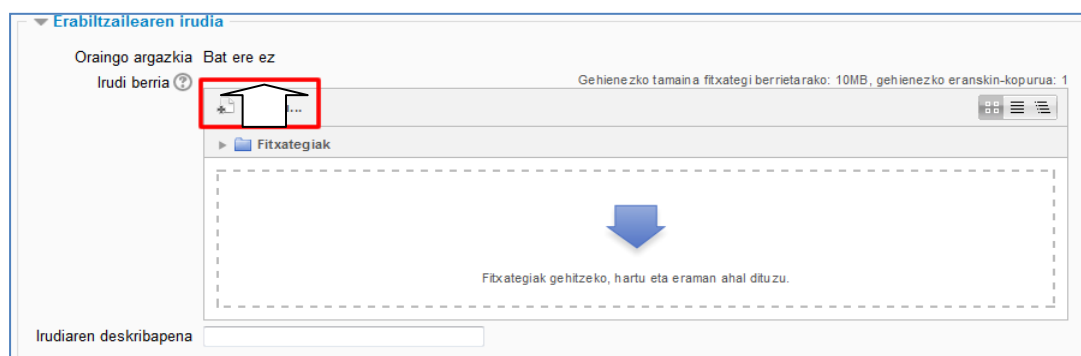 Erabiltzailearen irudia
Oraingo argazkia Bat ere ez
Irudi berria
Gehienezko tamaina fitxategi berrietarako: 10MB, gehienezko eranskin-kopurua: 1
Fitxategiak
Fitxategiak gehitzeko, hartu eta eraman ahal dituzu.
Irudiaren deskribapena